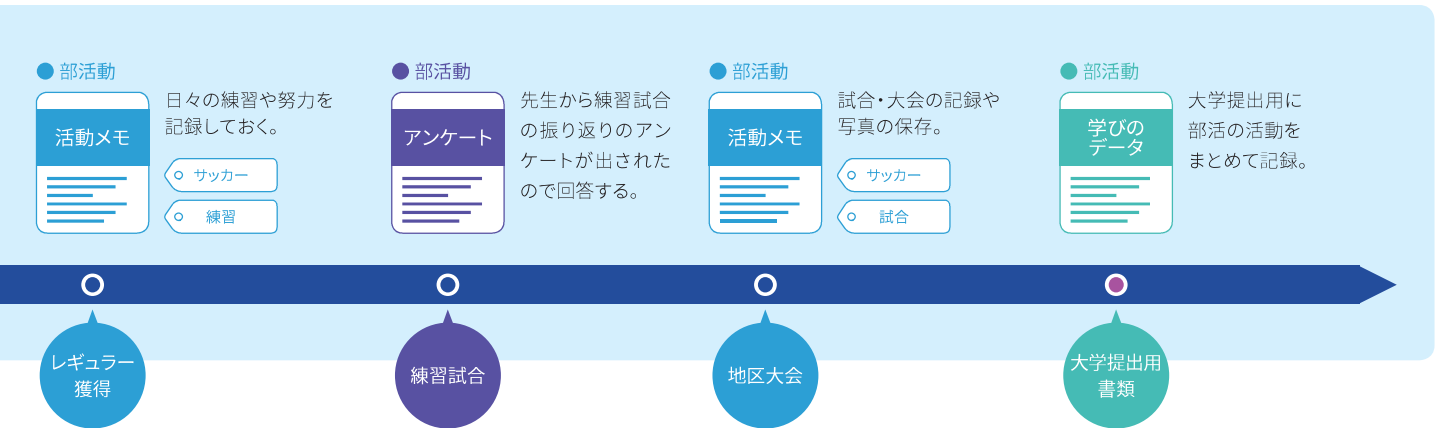 部活動
活動メモ
日々の練習や努力を
記録しておく。
サッカー
練習
部活動
アンケート
先生から練習試合
の振り返りのアン
ケートが出された
ので回答する。
部活動
活動メモ
試合・大会の記録や
写真の保存。
サッカー
試合
部活動
学びの
データ
大学提出用に
部活の活動を
まとめて記録。
レギュラー
獲得
練習試合
地区大会
大学提出用
書類